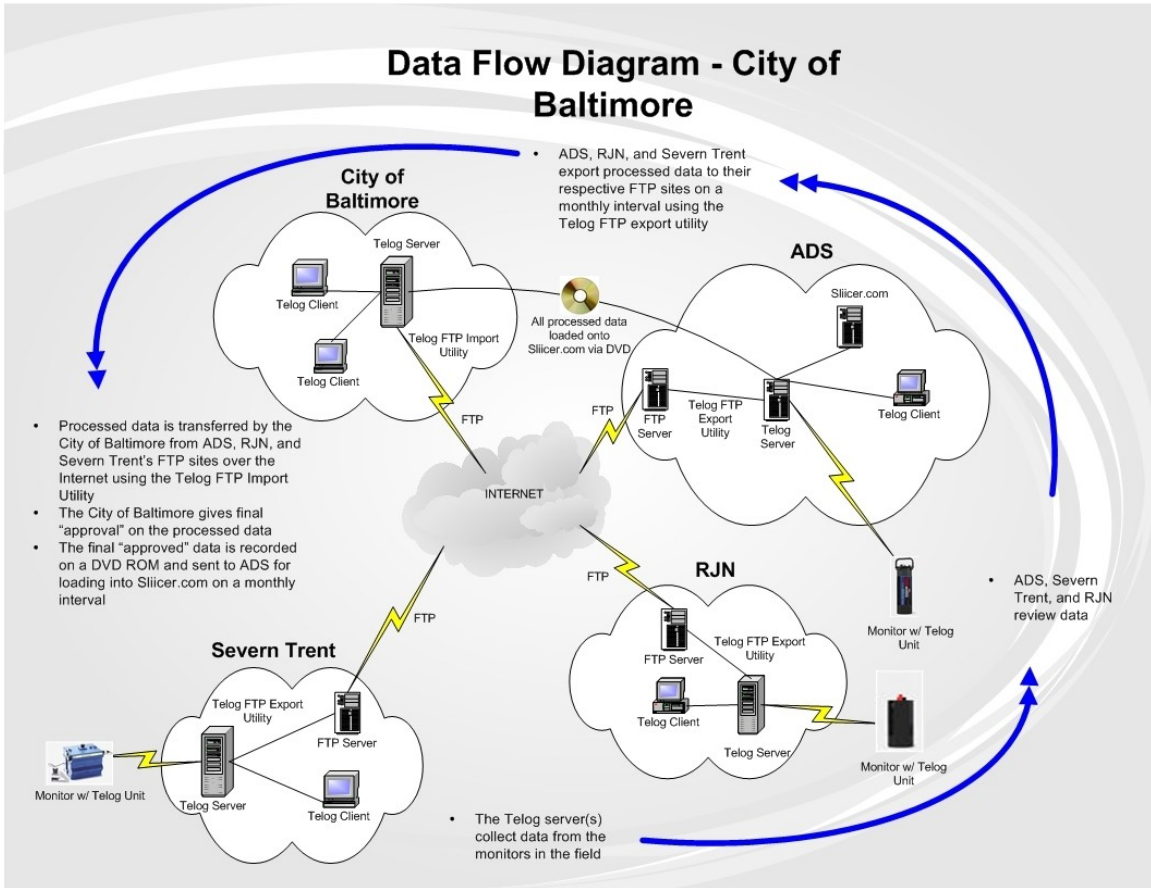 Data Flow Diagram - City of
Baltimore
• ADS, RJN, and Severn Trent
export processed data to their
respective FTP sites on a
monthly interval using the
Telog FTP export utility
City of
Baltimore
Telog Server
Telog Client
Telog Client
Telog FTP Import
Utility
FTP
All processed data
loaded onto
Sliicer.com via DVD
ADS
Sliicer.com
FTP
FTP
Server
Telog FTP
Export
Utility
Telog
Server
Telog Client
Monitor w/ Telog
Unit
• Processed data is transferred by the
City of Baltimore from ADS, RJN, and
Severn Trent's FTP sites over the
Internet using the Telog FTP Import
Utility
• The City of Baltimore gives final
“approval” on the processed data
• The final “approved” data is recorded
on a DVD ROM and sent to ADS for
loading into Sliicer.com on a monthly
interval
INTERNET
FTP
FTP
RJN
FTP Server
Telog FTP Export
Utility
Telog Client
Telog Server
Monitor w/ Telog
Unit
• ADS, Severn
Trent, and RJN
review data
Severn Trent
Telog FTP Export
Utility
FTP Server
Monitor w/ Telog Unit
Telog Server
Telog Client
• The Telog server(s)
collect data from the
monitors in the field